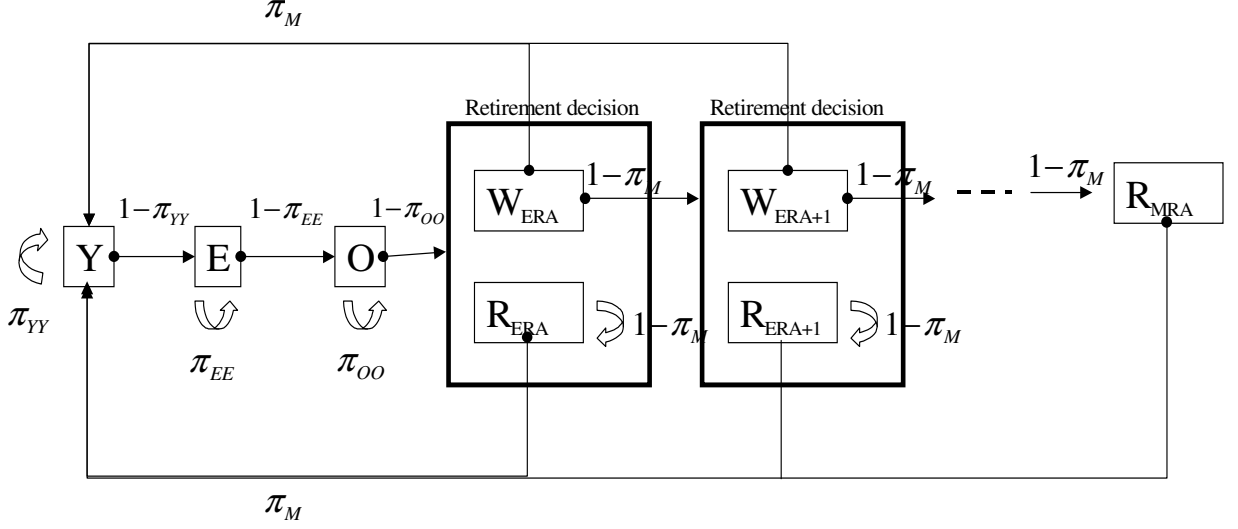 π_M
Retirement decision
Retirement decision
W_ERA
1−π_M
W_ERA+1
1−π_M
1−π_M
R_MRA
1−π_YY
1−π_EE
1−π_OO
Y
E
O
π_YY
π_EE
π_OO
R_ERA
1−π_M
R_ERA+1
1−π_M
π_M